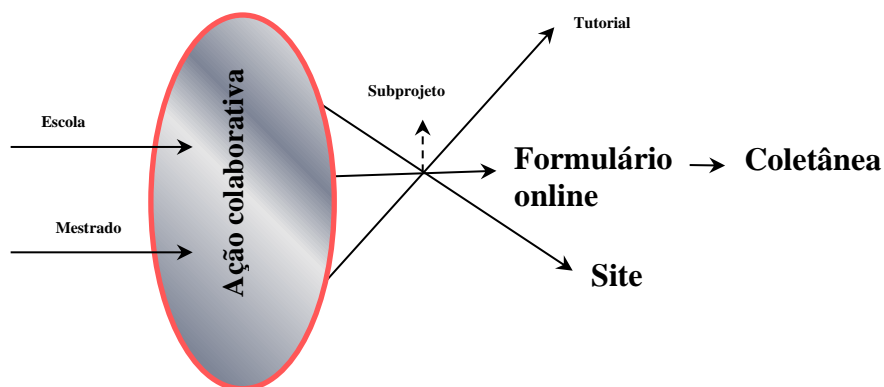 Tutorial
Subprojeto
Escola
Ação colaborativa
Formulário
online
Coletânea
Mestrado
Site